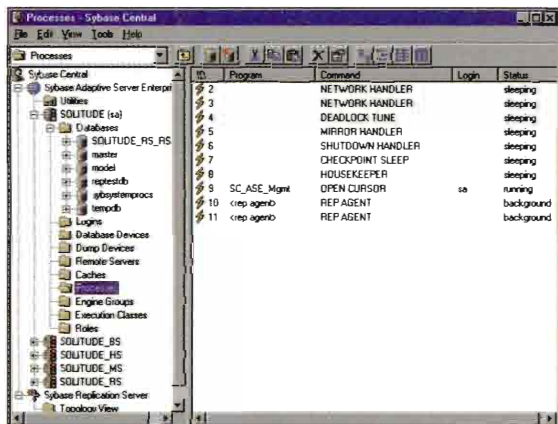 Processes - Sybase Central
File Edit View Tools Help
Processes
Sybase Central
Sybase Adaptive Server Enterpri
Utilities
SOLITUDE (sa)
Databases
SOLITUDE_RS_RS
master
model
reptestdb
sybsystemprocs
tempdb
Logins
Database Devices
Dump Devices
Remote Servers
Caches
Processes
Engine Groups
Execution Classes
Roles
SOLITUDE_BS
SOLITUDE_HS
SOLITUDE_MS
SOLITUDE_RS
Sybase Replication Server
Topology View
ID Program Command Login Status
2 NETWORK HANDLER sleeping
3 NETWORK HANDLER sleeping
4 DEADLOCK TUNE sleeping
5 MIRROR HANDLER sleeping
6 SHUTDOWN HANDLER sleeping
7 CHECKPOINT SLEEP sleeping
8 HOUSEKEEPER sleeping
9 SC_ASE_Mgmt OPEN CURSOR sa running
10 <rep agent> REP AGENT background
11 <rep agent> REP AGENT background